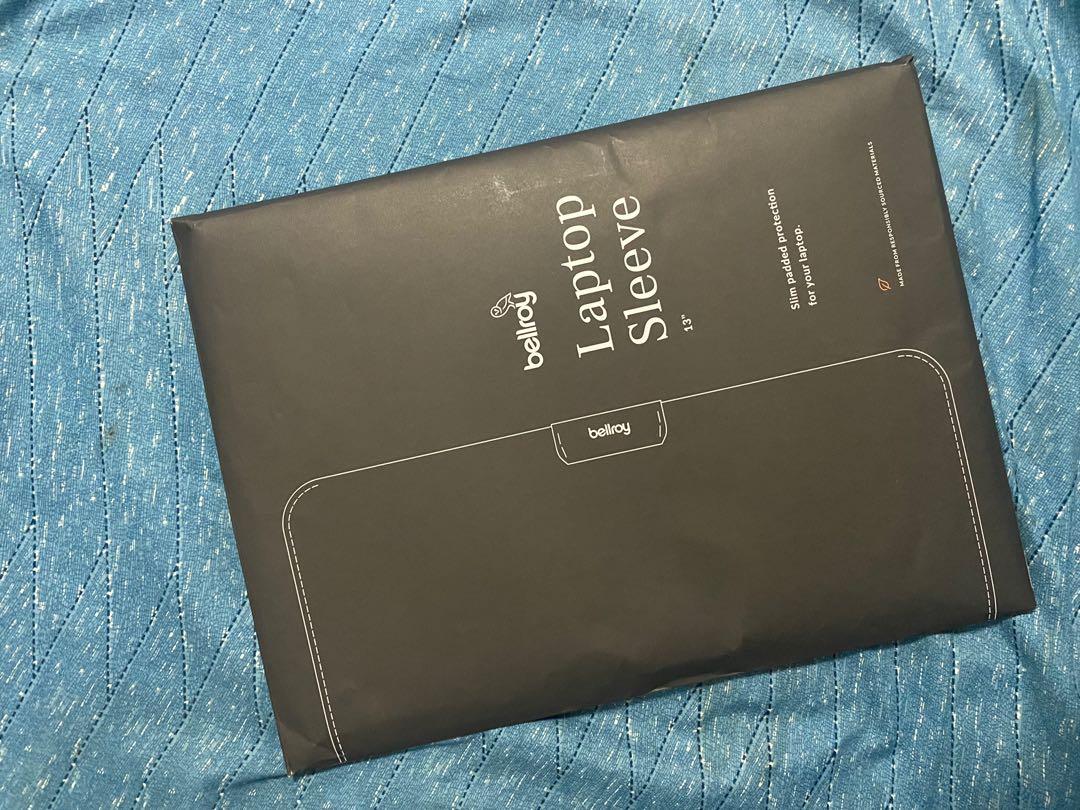 bellroy
Laptop
Sleeve
13"
Slim padded protection
for your laptop.
MADE FROM RESPONSIBLY SOURCED MATERIALS
bellroy